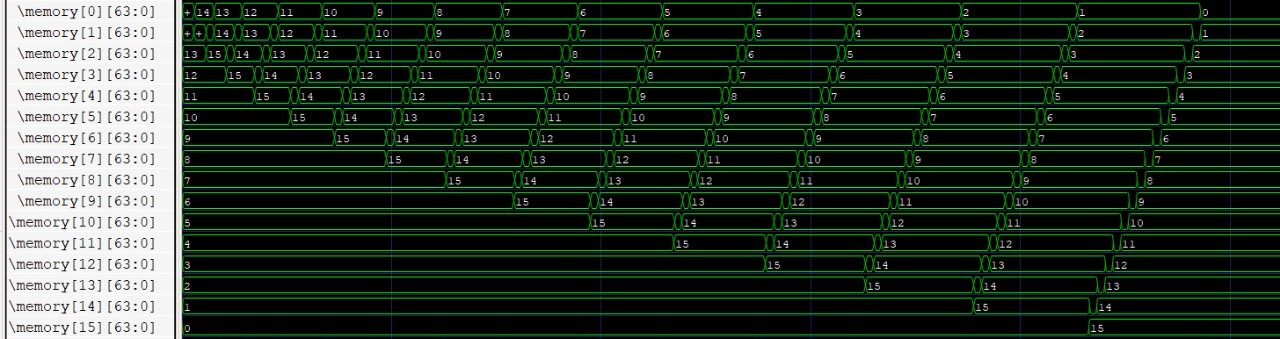 \memory[0][63:0] + 14 13 12 11 10 9 8 7 6 5 4 3 2 1 0
\memory[1][63:0] + + 14 13 12 11 10 9 8 7 6 5 4 3 2 1
\memory[2][63:0] 13 15 14 13 12 11 10 9 8 7 6 5 4 3 2
\memory[3][63:0] 12 15 14 13 12 11 10 9 8 7 6 5 4 3
\memory[4][63:0] 11 15 14 13 12 11 10 9 8 7 6 5 4
\memory[5][63:0] 10 15 14 13 12 11 10 9 8 7 6 5
\memory[6][63:0] 9 15 14 13 12 11 10 9 8 7 6
\memory[7][63:0] 8 15 14 13 12 11 10 9 8 7
\memory[8][63:0] 7 15 14 13 12 11 10 9 8
\memory[9][63:0] 6 15 14 13 12 11 10 9
\memory[10][63:0] 5 15 14 13 12 11 10
\memory[11][63:0] 4 15 14 13 12 11
\memory[12][63:0] 3 15 14 13 12
\memory[13][63:0] 2 15 14 13
\memory[14][63:0] 1 15 14
\memory[15][63:0] 0 15